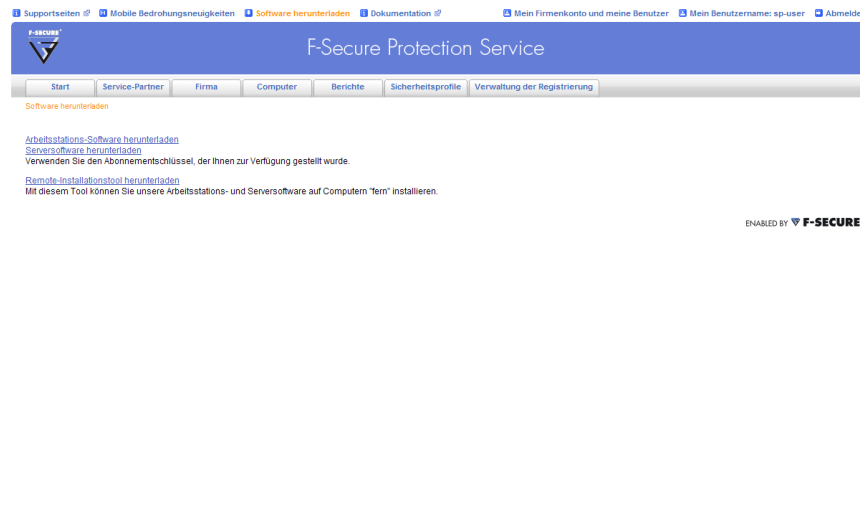 Supportseiten Mobile Bedrohungsneuigkeiten Software herunterladen Dokumentation Mein Firmenkonto und meine Benutzer Mein Benutzername: sp-user Abmelde
F-SECURE
F-Secure Protection Service
Start Service-Partner Firma Computer Berichte Sicherheitsprofile Verwaltung der Registrierung
Software herunterladen
Arbeitsstations-Software herunterladen
Serversoftware herunterladen
Verwenden Sie den Abonnementschlüssel, der Ihnen zur Verfügung gestellt wurde.
Remote-Installationstool herunterladen
Mit diesem Tool können Sie unsere Arbeitsstations- und Serversoftware auf Computern "fern" installieren.
ENABLED BY F-SECURE